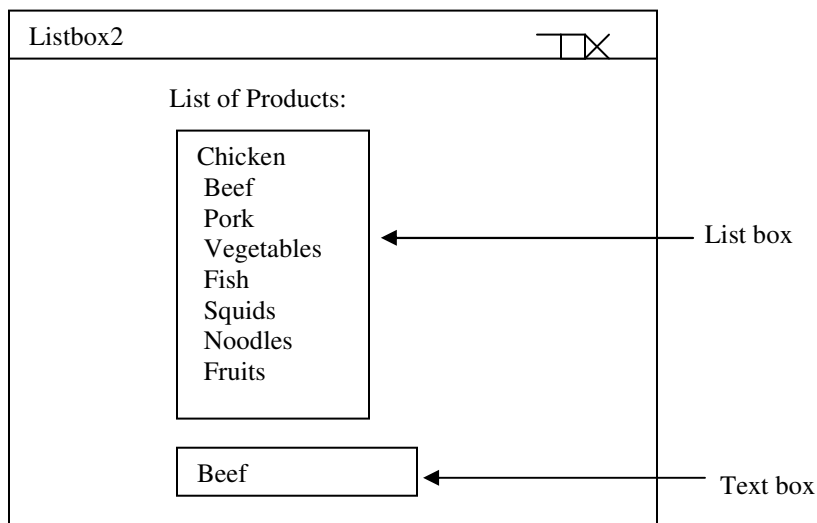 Listbox2
List of Products:
Chicken
Beef
Pork
Vegetables
Fish
Squids
Noodles
Fruits
List box
Beef
Text box